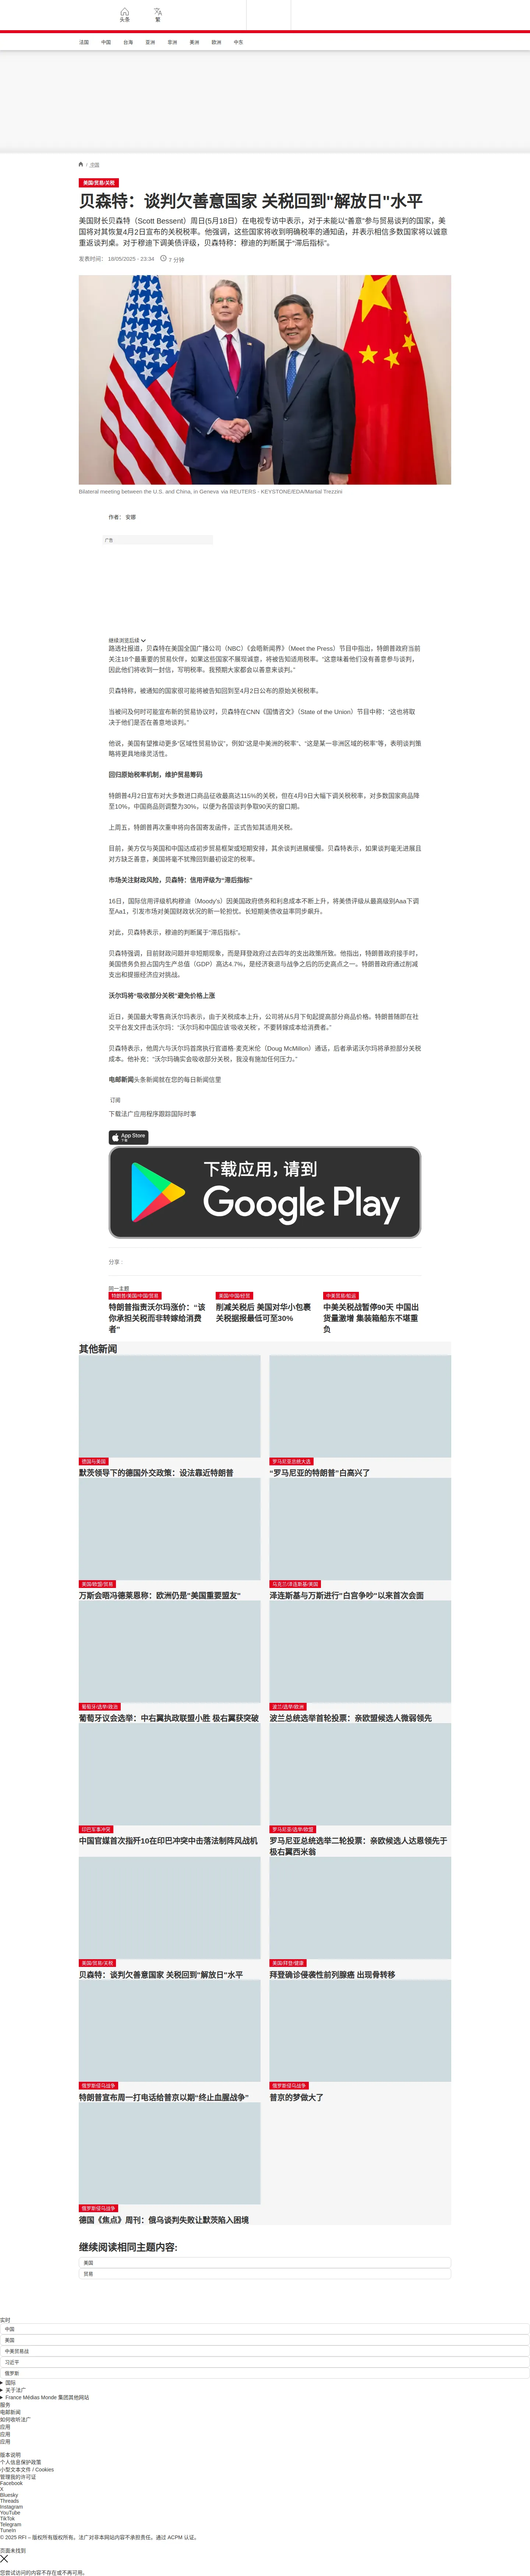 头条
繁
法国
中国
台海
亚洲
非洲
美洲
欧洲
中东
/ 中国
美国/贸易/关税
贝森特：谈判欠善意国家 关税回到"解放日"水平
美国财长贝森特（Scott Bessent）周日(5月18日）在电视专访中表示，对于未能以“善意”参与贸易谈判的国家，美
国将对其恢复4月2日宣布的关税税率。他强调，这些国家将收到明确税率的通知函，并表示相信多数国家将以诚意
重返谈判桌。对于穆迪下调美债评级，贝森特称：穆迪的判断属于“滞后指标”。
发表时间： 18/05/2025 - 23:34
7 分钟
Bilateral meeting between the U.S. and China, in Geneva via REUTERS - KEYSTONE/EDA/Martial Trezzini
作者： 安娜
广告
继续浏览后续
路透社报道，贝森特在美国全国广播公司（NBC）《会晤新闻界》（Meet the Press）节目中指出，特朗普政府当前
关注18个最重要的贸易伙伴，如果这些国家不展现诚意，将被告知适用税率。“这意味着他们没有善意参与谈判，
因此他们将收到一封信，写明税率。我预期大家都会以善意来谈判。”
贝森特称，被通知的国家很可能将被告知回到至4月2日公布的原始关税税率。
当被问及何时可能宣布新的贸易协议时，贝森特在CNN《国情咨文》（State of the Union）节目中称：“这也将取
决于他们是否在善意地谈判。”
他说，美国有望推动更多“区域性贸易协议”，例如“这是中美洲的税率”、“这是某一非洲区域的税率”等，表明谈判策
略将更具地缘灵活性。
回归原始税率机制，维护贸易筹码
特朗普4月2日宣布对大多数进口商品征收最高达115%的关税，但在4月9日大幅下调关税税率，对多数国家商品降
至10%，中国商品则调整为30%，以便为各国谈判争取90天的窗口期。
上周五，特朗普再次重申将向各国寄发函件，正式告知其适用关税。
目前，美方仅与英国和中国达成初步贸易框架或短期安排，其余谈判进展缓慢。贝森特表示，如果谈判毫无进展且
对方缺乏善意，美国将毫不犹豫回到最初设定的税率。
市场关注财政风险，贝森特：信用评级为“滞后指标”
16日，国际信用评级机构穆迪（Moody's）因美国政府债务和利息成本不断上升，将美债评级从最高级别Aaa下调
至Aa1，引发市场对美国财政状况的新一轮担忧。长短期美债收益率同步飙升。
对此，贝森特表示，穆迪的判断属于“滞后指标”。
贝森特强调，目前财政问题并非短期现象，而是拜登政府过去四年的支出政策所致。他指出，特朗普政府接手时，
美国债务负担占国内生产总值（GDP）高达4.7%，是经济衰退与战争之后的历史高点之一。特朗普政府通过削减
支出和提振经济应对挑战。
沃尔玛将“吸收部分关税”避免价格上涨
近日，美国最大零售商沃尔玛表示，由于关税成本上升，公司将从5月下旬起提高部分商品价格。特朗普随即在社
交平台发文抨击沃尔玛：“沃尔玛和中国应该‘吸收关税’，不要转嫁成本给消费者。”
贝森特表示，他周六与沃尔玛首席执行官道格·麦克米伦（Doug McMillon）通话，后者承诺沃尔玛将承担部分关税
成本。他补充：“沃尔玛确实会吸收部分关税，我没有施加任何压力。”
电邮新闻头条新闻就在您的每日新闻信里
订阅
下载法广应用程序跟踪国际时事
App Store
下载
下载应用，请到
Google Play
分享 :
同一主题
特朗普/美国/中国/贸易
特朗普指责沃尔玛涨价：“该
你承担关税而非转嫁给消费
者”
美国/中国/经贸
削减关税后 美国对华小包裹
关税据报最低可至30%
中美贸易/船运
中美关税战暂停90天 中国出
货量激增 集装箱船东不堪重
负
其他新闻
德国与美国
默茨领导下的德国外交政策：设法靠近特朗普
罗马尼亚总统大选
“罗马尼亚的特朗普”白高兴了
美国/欧盟/贸易
万斯会晤冯德莱恩称：欧洲仍是“美国重要盟友”
乌克兰/泽连斯基/美国
泽连斯基与万斯进行“白宫争吵”以来首次会面
葡萄牙/选举/政治
葡萄牙议会选举：中右翼执政联盟小胜 极右翼获突破
波兰/选举/欧洲
波兰总统选举首轮投票：亲欧盟候选人微弱领先
印巴军事冲突
中国官媒首次指歼10在印巴冲突中击落法制阵风战机
罗马尼亚/选举/欧盟
罗马尼亚总统选举二轮投票：亲欧候选人达恩领先于
极右翼西米翁
美国/贸易/关税
贝森特：谈判欠善意国家 关税回到"解放日"水平
美国/拜登/健康
拜登确诊侵袭性前列腺癌 出现骨转移
俄罗斯侵乌战争
特朗普宣布周一打电话给普京以期“终止血腥战争”
俄罗斯侵乌战争
普京的梦做大了
俄罗斯侵乌战争
德国《焦点》周刊：俄乌谈判失败让默茨陷入困境
继续阅读相同主题内容:
美国
贸易
实时
中国
美国
中美贸易战
习近平
俄罗斯
国际
关于法广
France Médias Monde 集团其他网站
服务
电邮新闻
如何收听法广
应用
应用
应用
版本说明
个人信息保护政策
小型文本文件 / Cookies
管理我的许可证
Facebook
X
Bluesky
Threads
Instagram
YouTube
TikTok
Telegram
TuneIn
© 2025 RFI – 版权所有版权所有。法广对非本网站内容不承担责任。通过 ACPM 认证。
页面未找到
您尝试访问的内容不存在或不再可用。